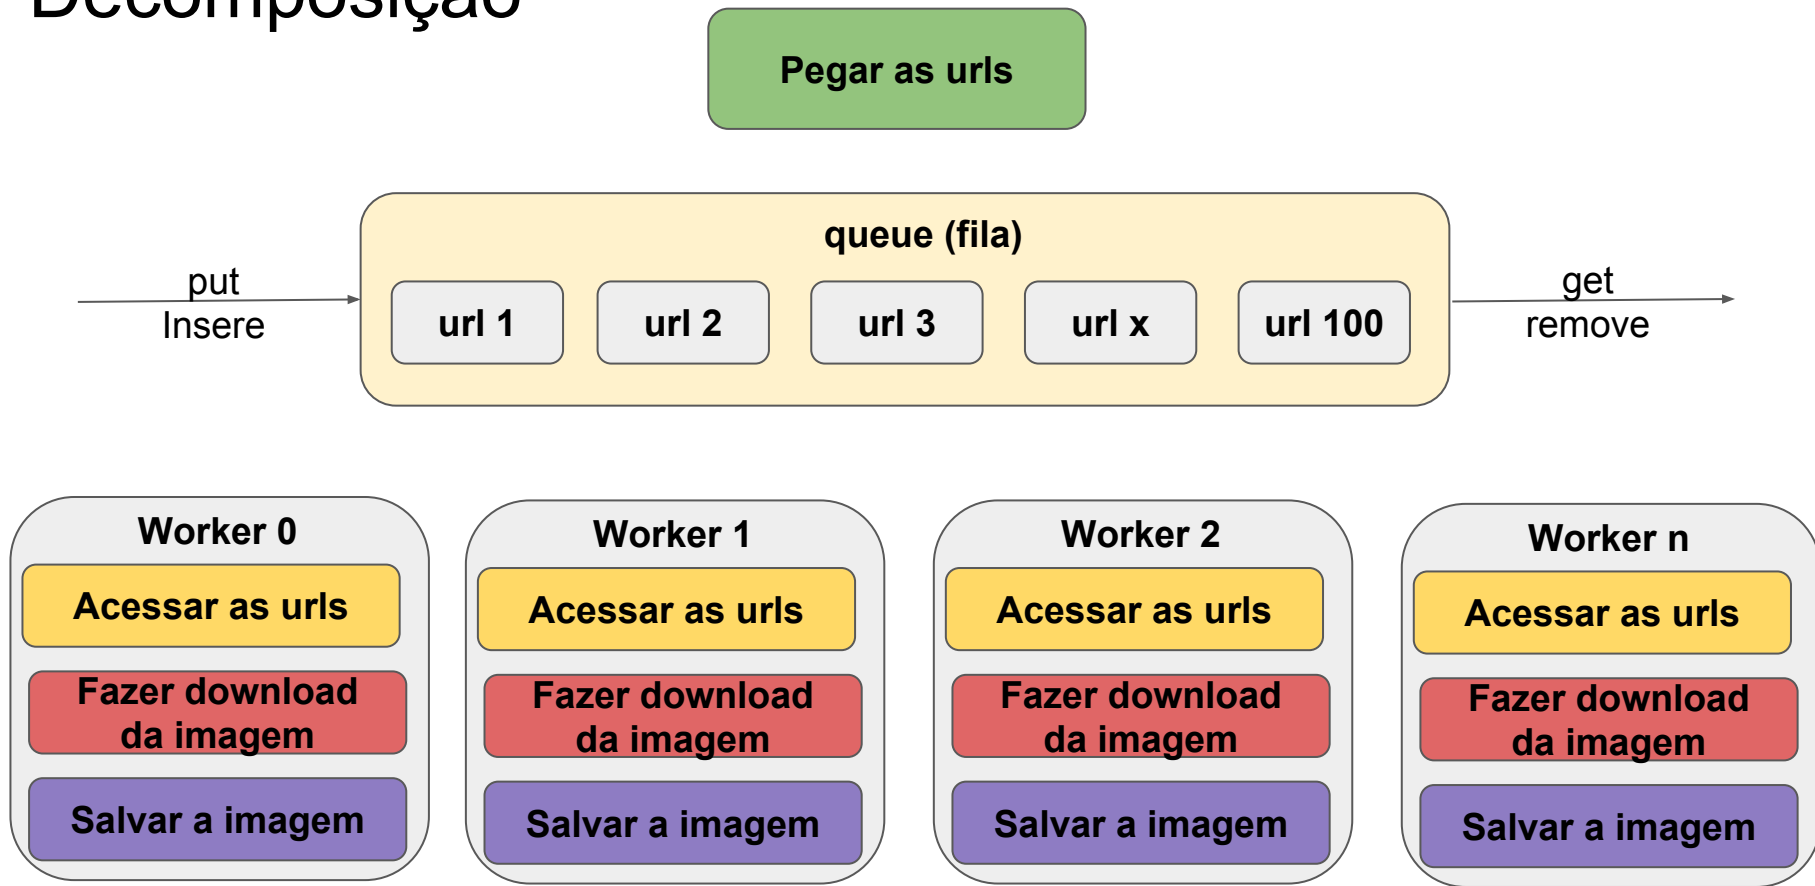 Decomposição
Pegar as urls
queue (fila)
put
Insere
url 1
url 2
url 3
url x
url 100
get
remove
Worker 0
Acessar as urls
Fazer download
da imagem
Salvar a imagem
Worker 1
Acessar as urls
Fazer download
da imagem
Salvar a imagem
Worker 2
Acessar as urls
Fazer download
da imagem
Salvar a imagem
Worker n
Acessar as urls
Fazer download
da imagem
Salvar a imagem